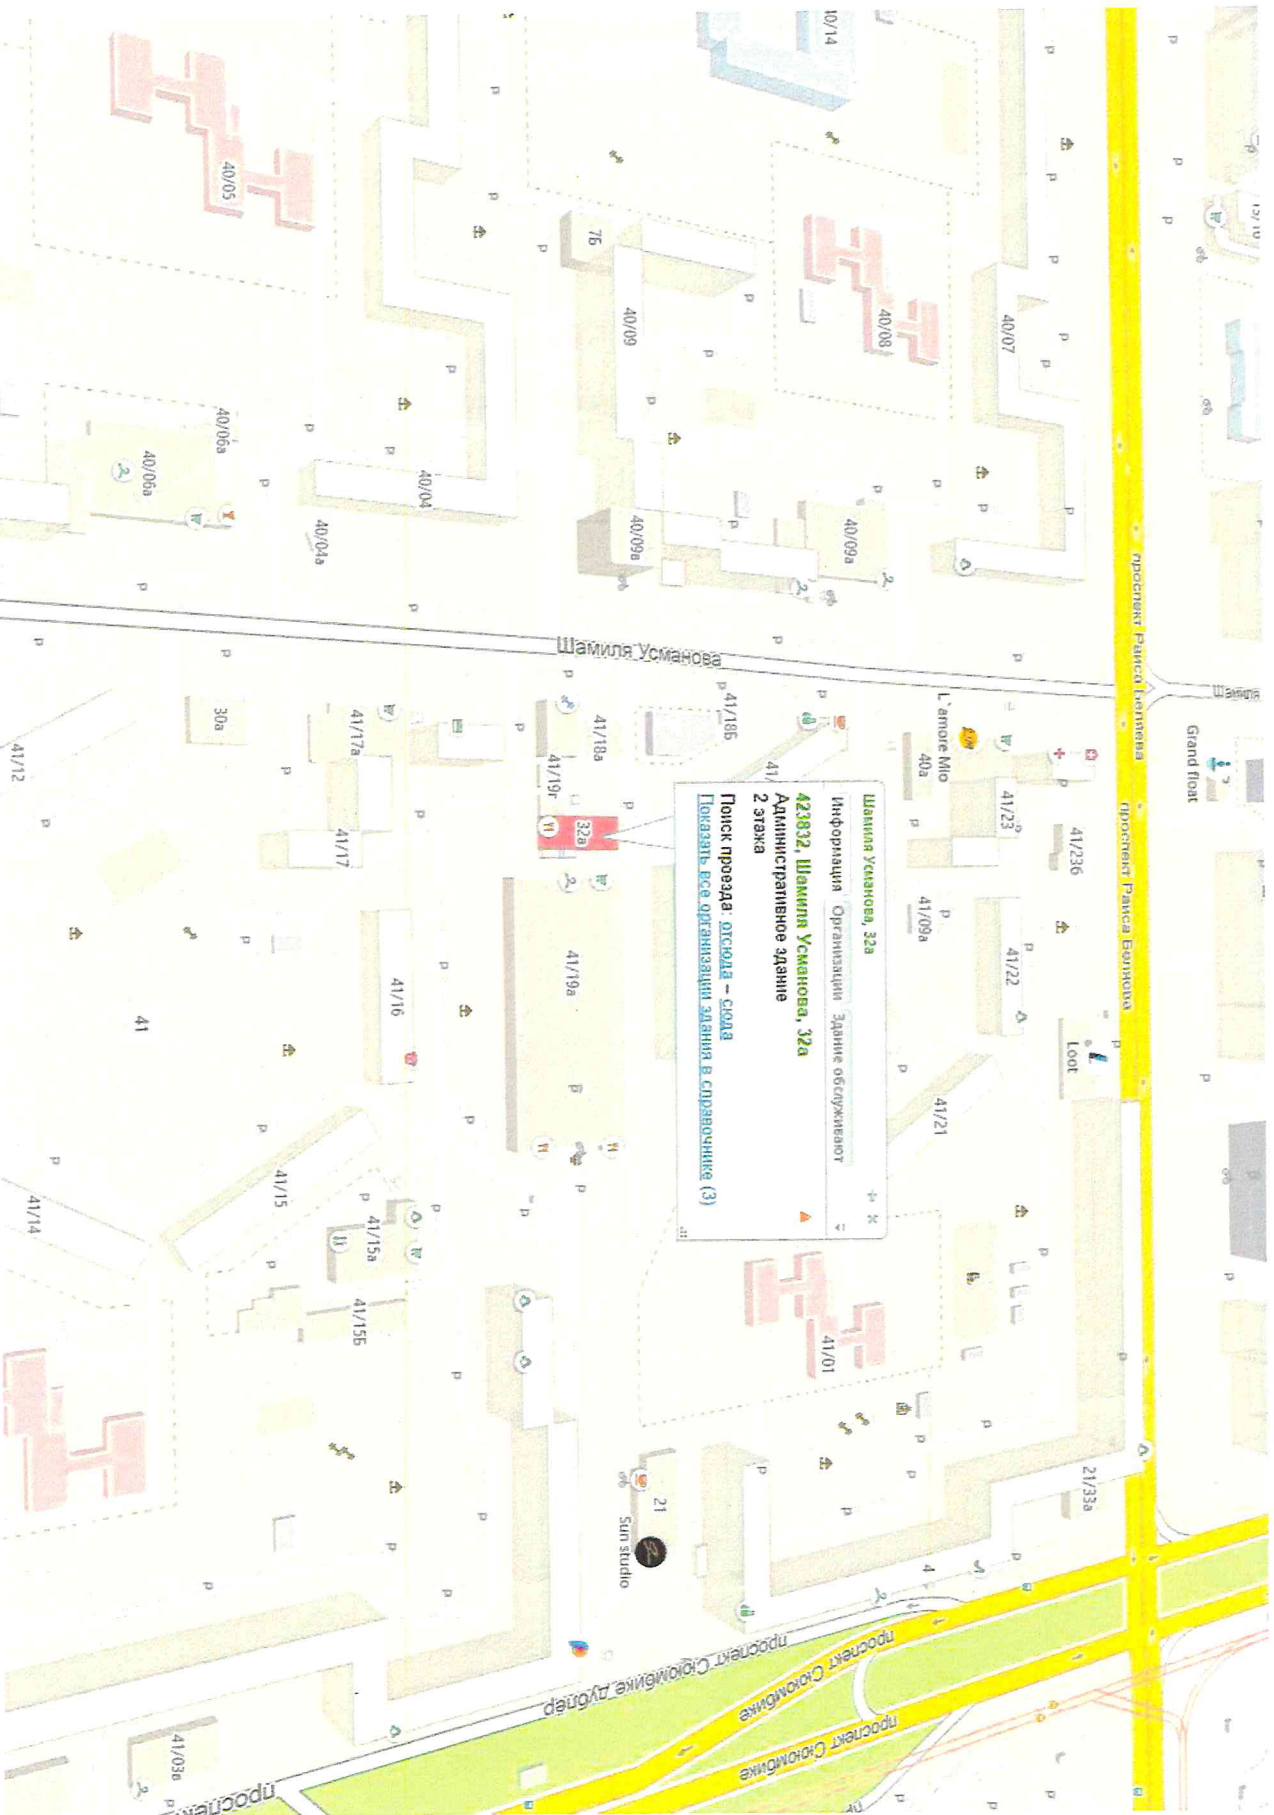 Шамиля Усманова, 32а
Информация Организации Здание обслуживают
423832, Шамиля Усманова, 32а
Административное здание
2 этажа
Поиск проезда: отсюда – сюда
Показать все организации здания в справочнике (3)
проспект Раиса Беляева
проспект Раиса Беляева
Шамиля
Grand float
Шамиля Усманова
L`amore Mio
Loot
Sun studio
проспект Сююмбике дублёр
проспект Сююмбике
проспект Сююмбике
40/14
40/05
40/08
40/07
7Б
40/09
40/06а
40/06а
40/04
40/04а
40/09в
40/09а
30а
41/12
41/17а
41/17
41/18а
41/19г
41/18Б
41/
32а
40а
41/23
41/23б
41/09а
41/22
41/19а
41/16
41
41/21
41/15
41/15а
41/15Б
41/14
41/01
21
21/33а
4
41/03в